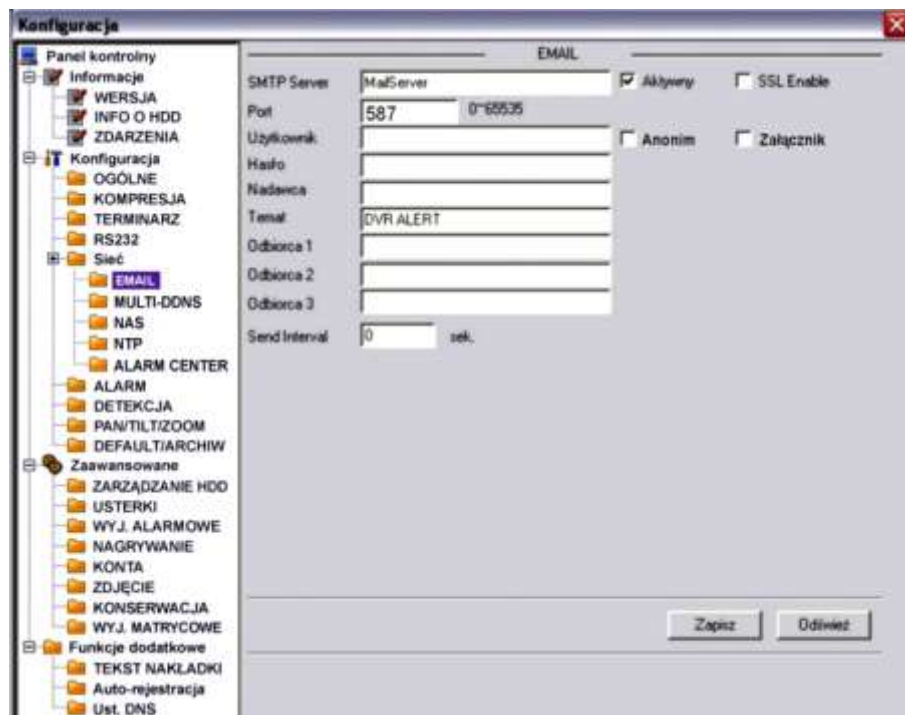 Konfiguracja
Panel kontrolny
Informacje
WERSJA
INFO O HDD
ZDARZENIA
Konfiguracja
OGÓLNE
KOMPRESJA
TERMINARZ
RS232
Sieć
EMAIL
MULTI-DDNS
NAS
NTP
ALARM CENTER
ALARM
DETEKCJA
PAN/TILT/ZOOM
DEFAULT/ARCHIW
Zaawansowane
ZARZĄDZANIE HDD
USTERKI
WYJ. ALARMOWE
NAGRYWANIE
KONTA
ZDJĘCIE
KONSERWACJA
WYJ. MATRYCOWE
Funkcje dodatkowe
TEKST NAKŁADKI
Auto-rejestracja
Ust. DNS
EMAIL
SMTP Server MailServer Aktywny SSL Enable
Port 587 0~65535
Użytkownik Anonim Załącznik
Hasło
Nadawca
Temat DVR ALERT
Odbiorca 1
Odbiorca 2
Odbiorca 3
Send Interval 0 sek.
Zapisz Odśwież